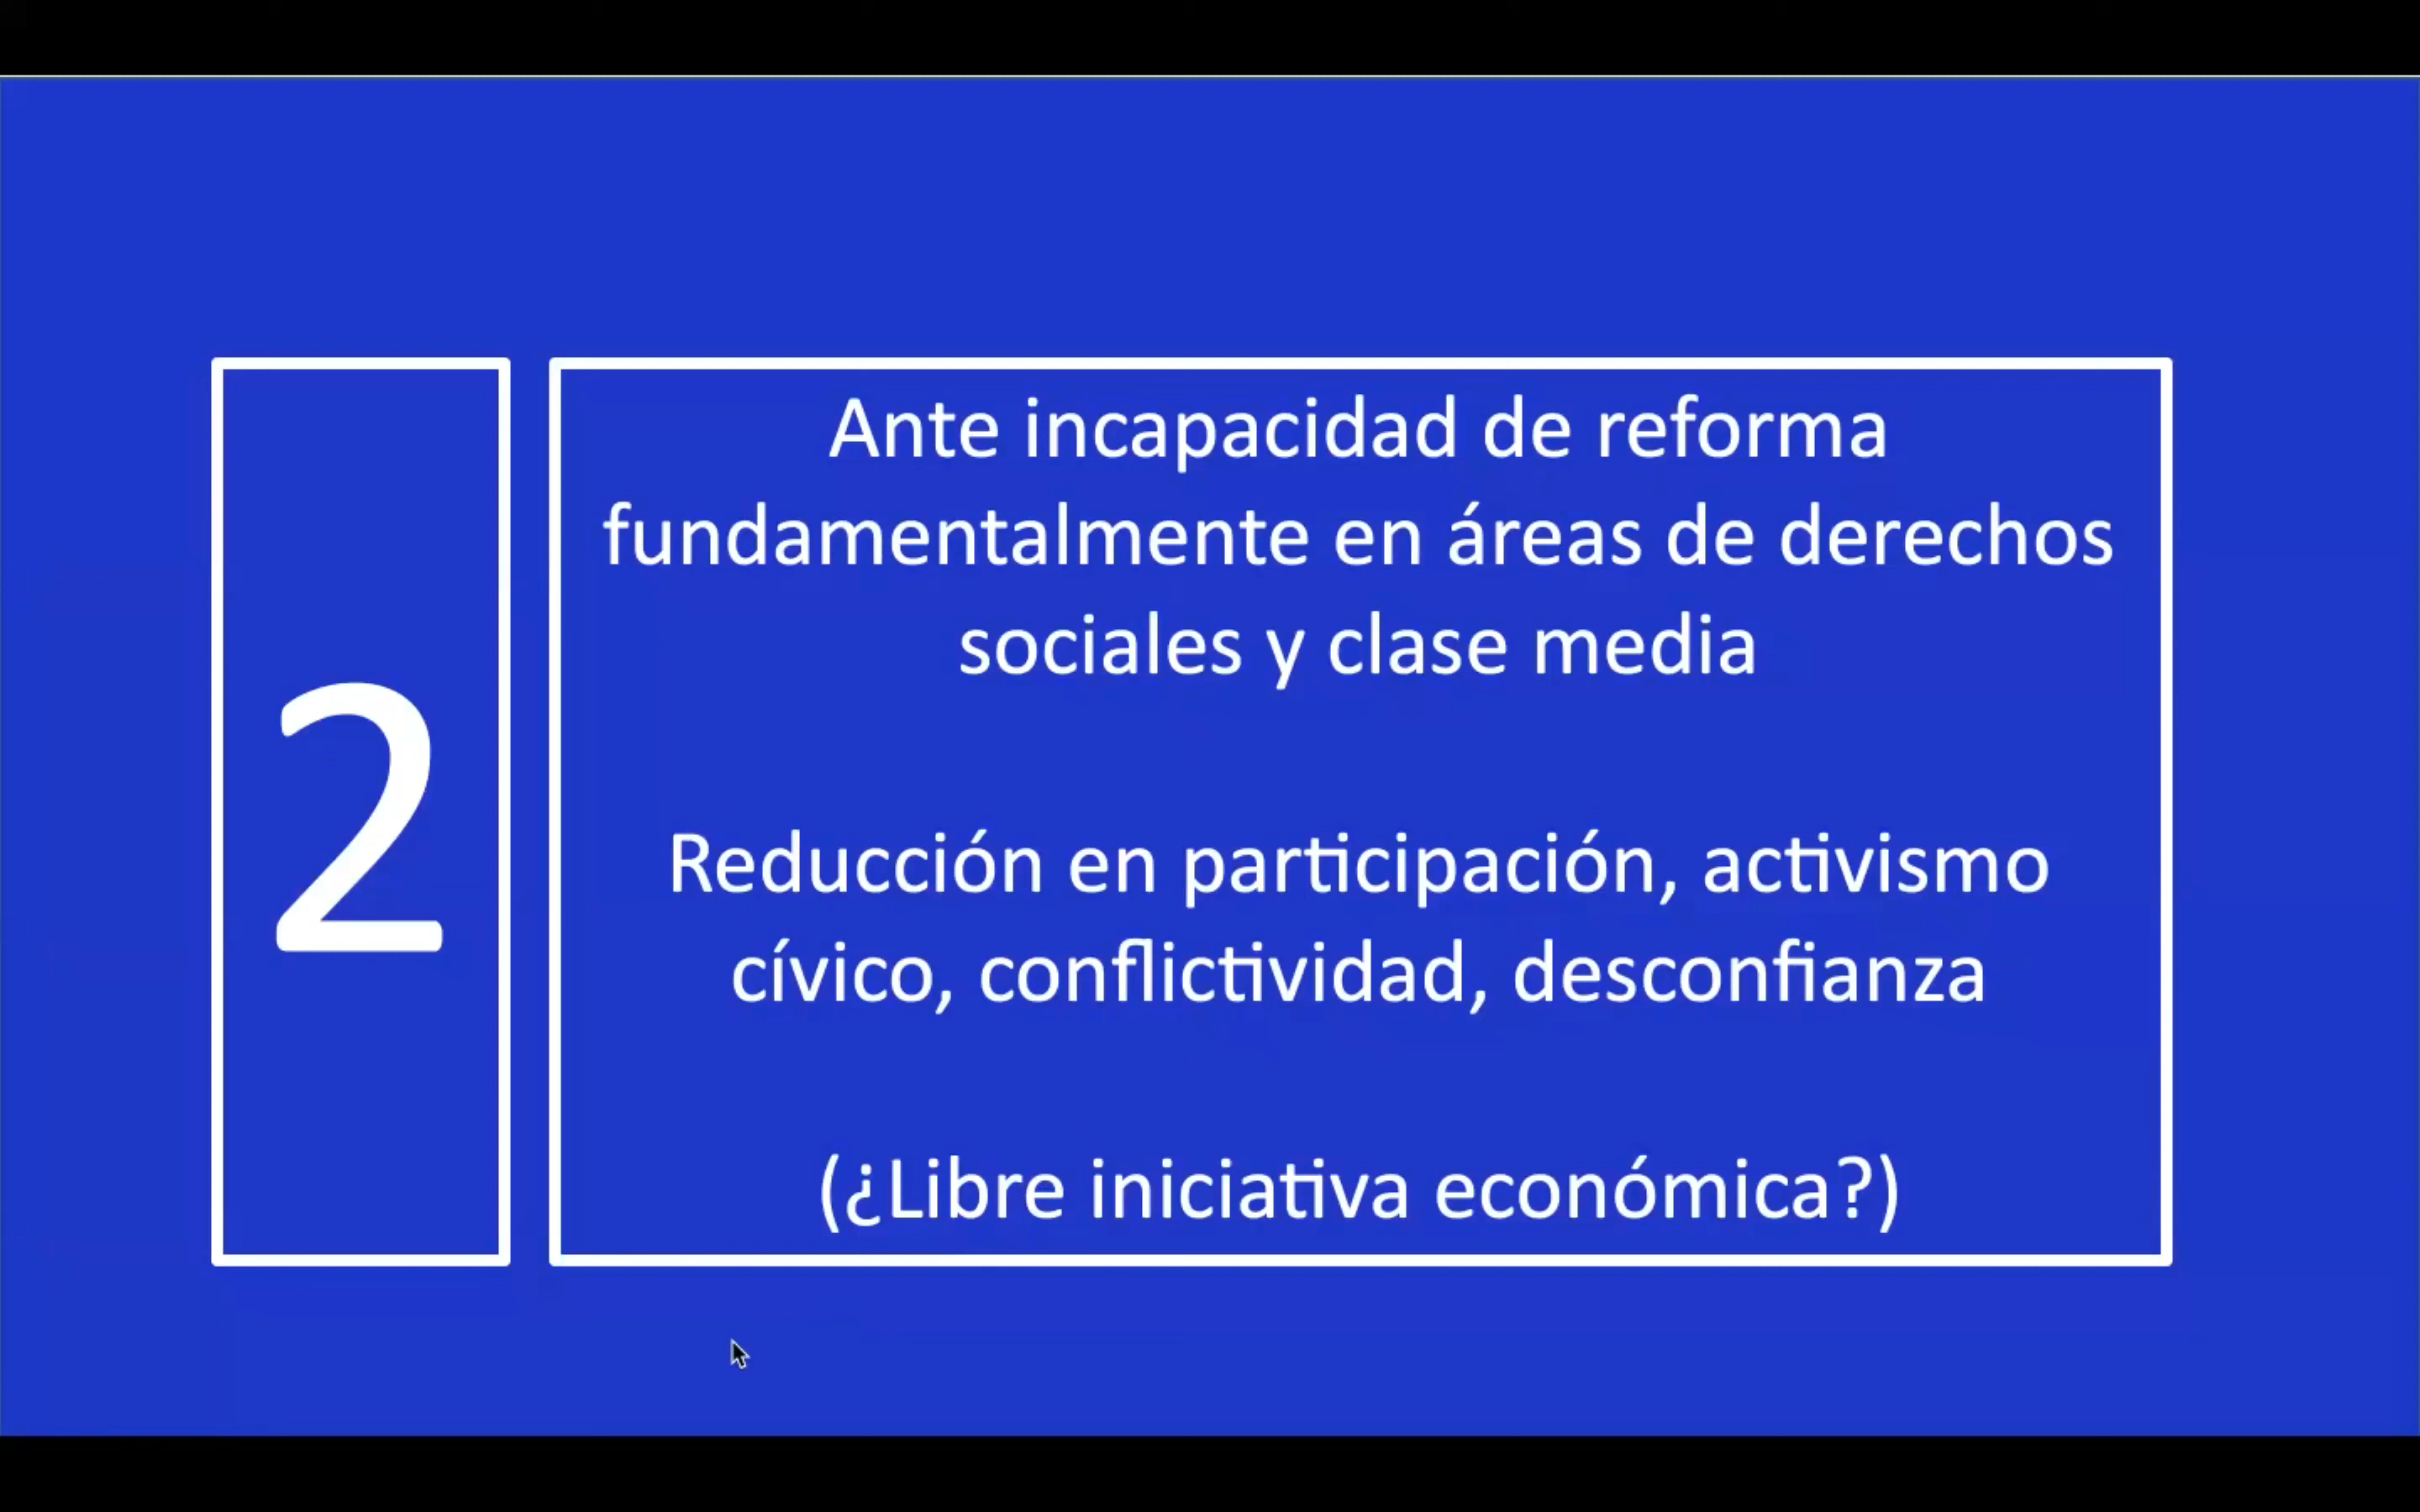 2
Ante incapacidad de reforma
fundamentalmente en áreas de derechos
sociales y clase media
Reducción en participación, activismo
cívico, conflictividad, desconfianza
(¿Libre iniciativa económica?)